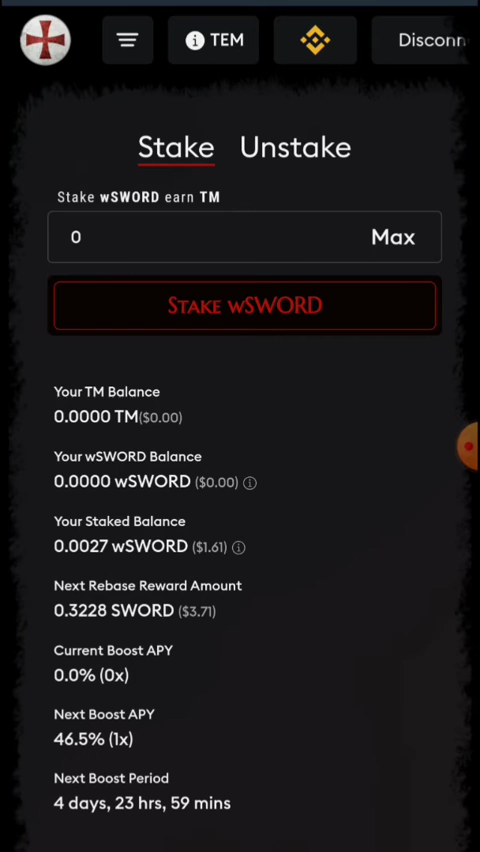 TEM
Disconn
Stake Unstake
Stake wSWORD earn TM
0 Max
Stake wSWORD
Your TM Balance
0.0000 TM($0.00)
Your wSWORD Balance
0.0000 wSWORD ($0.00)
Your Staked Balance
0.0027 wSWORD ($1.61)
Next Rebase Reward Amount
0.3228 SWORD ($3.71)
Current Boost APY
0.0% (0x)
Next Boost APY
46.5% (1x)
Next Boost Period
4 days, 23 hrs, 59 mins